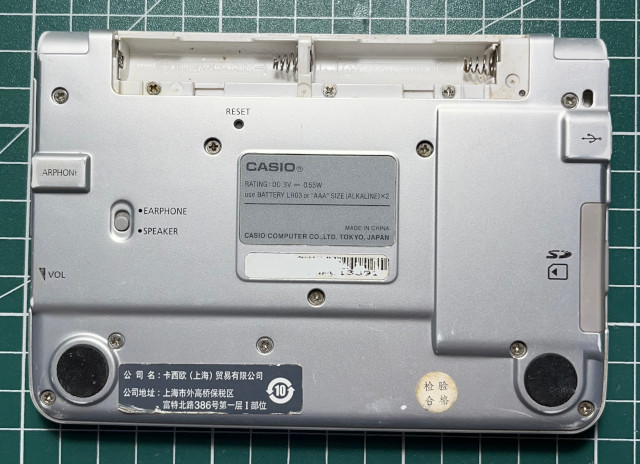 RESET
CASIO®
RATING: DC 3V ⎓ 0.55W
use BATTERY LR03 or "AAA" SIZE (ALKALINE)×2
MADE IN CHINA
CASIO COMPUTER CO.,LTD. TOKYO, JAPAN
ARPHON
•EARPHONE
•SPEAKER
VOL
SD
公 司 名：卡西欧（上海）贸易有限公司
公司地址：上海市外高桥保税区
富特北路386号第一层 I 部位
10
检验
合格